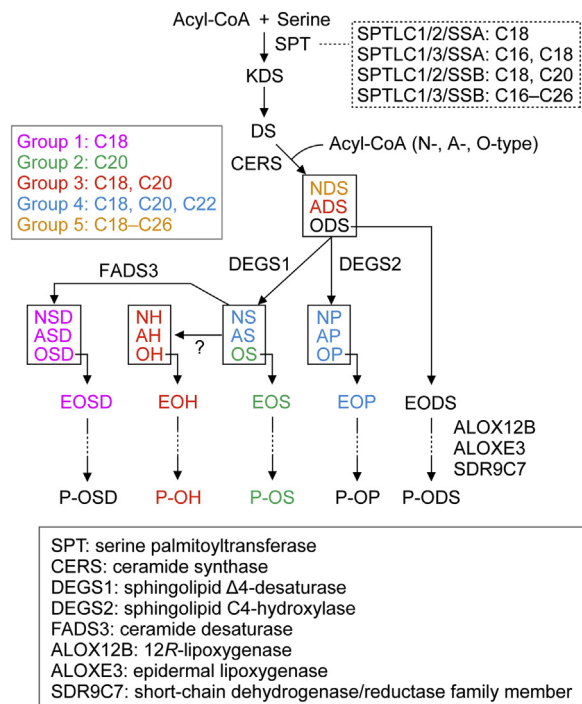 Acyl-CoA + Serine
SPT
SPTLC1/2/SSA: C18
SPTLC1/3/SSA: C16, C18
SPTLC1/2/SSB: C18, C20
SPTLC1/3/SSB: C16–C26
KDS
DS
CERS
Acyl-CoA (N-, A-, O-type)
Group 1: C18
Group 2: C20
Group 3: C18, C20
Group 4: C18, C20, C22
Group 5: C18–C26
NDS
ADS
ODS
FADS3
DEGS1
DEGS2
NSD
ASD
OSD
NH
AH
OH
?
NS
AS
OS
NP
AP
OP
EOSD
EOH
EOS
EOP
EODS
ALOX12B
ALOXE3
SDR9C7
P-OSD
P-OH
P-OS
P-OP
P-ODS
SPT: serine palmitoyltransferase
CERS: ceramide synthase
DEGS1: sphingolipid Δ4-desaturase
DEGS2: sphingolipid C4-hydroxylase
FADS3: ceramide desaturase
ALOX12B: 12R-lipoxygenase
ALOXE3: epidermal lipoxygenase
SDR9C7: short-chain dehydrogenase/reductase family member